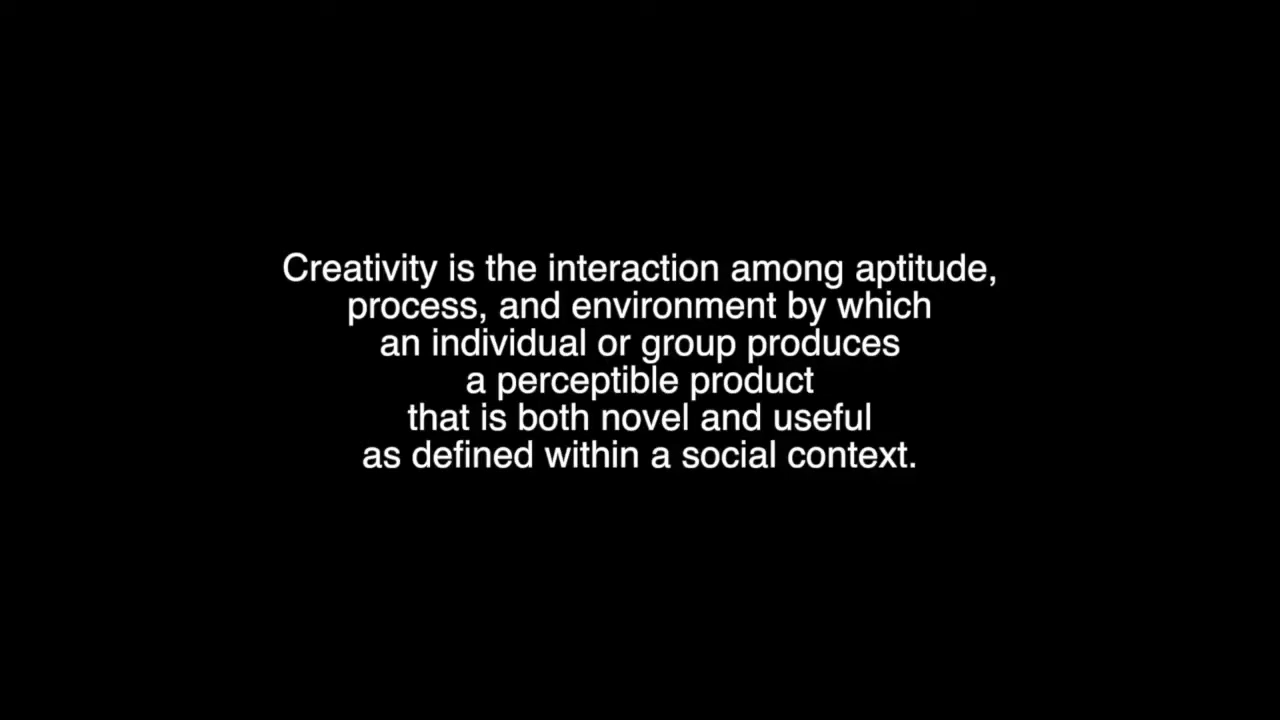 Creativity is the interaction among aptitude,
process, and environment by which
an individual or group produces
a perceptible product
that is both novel and useful
as defined within a social context.